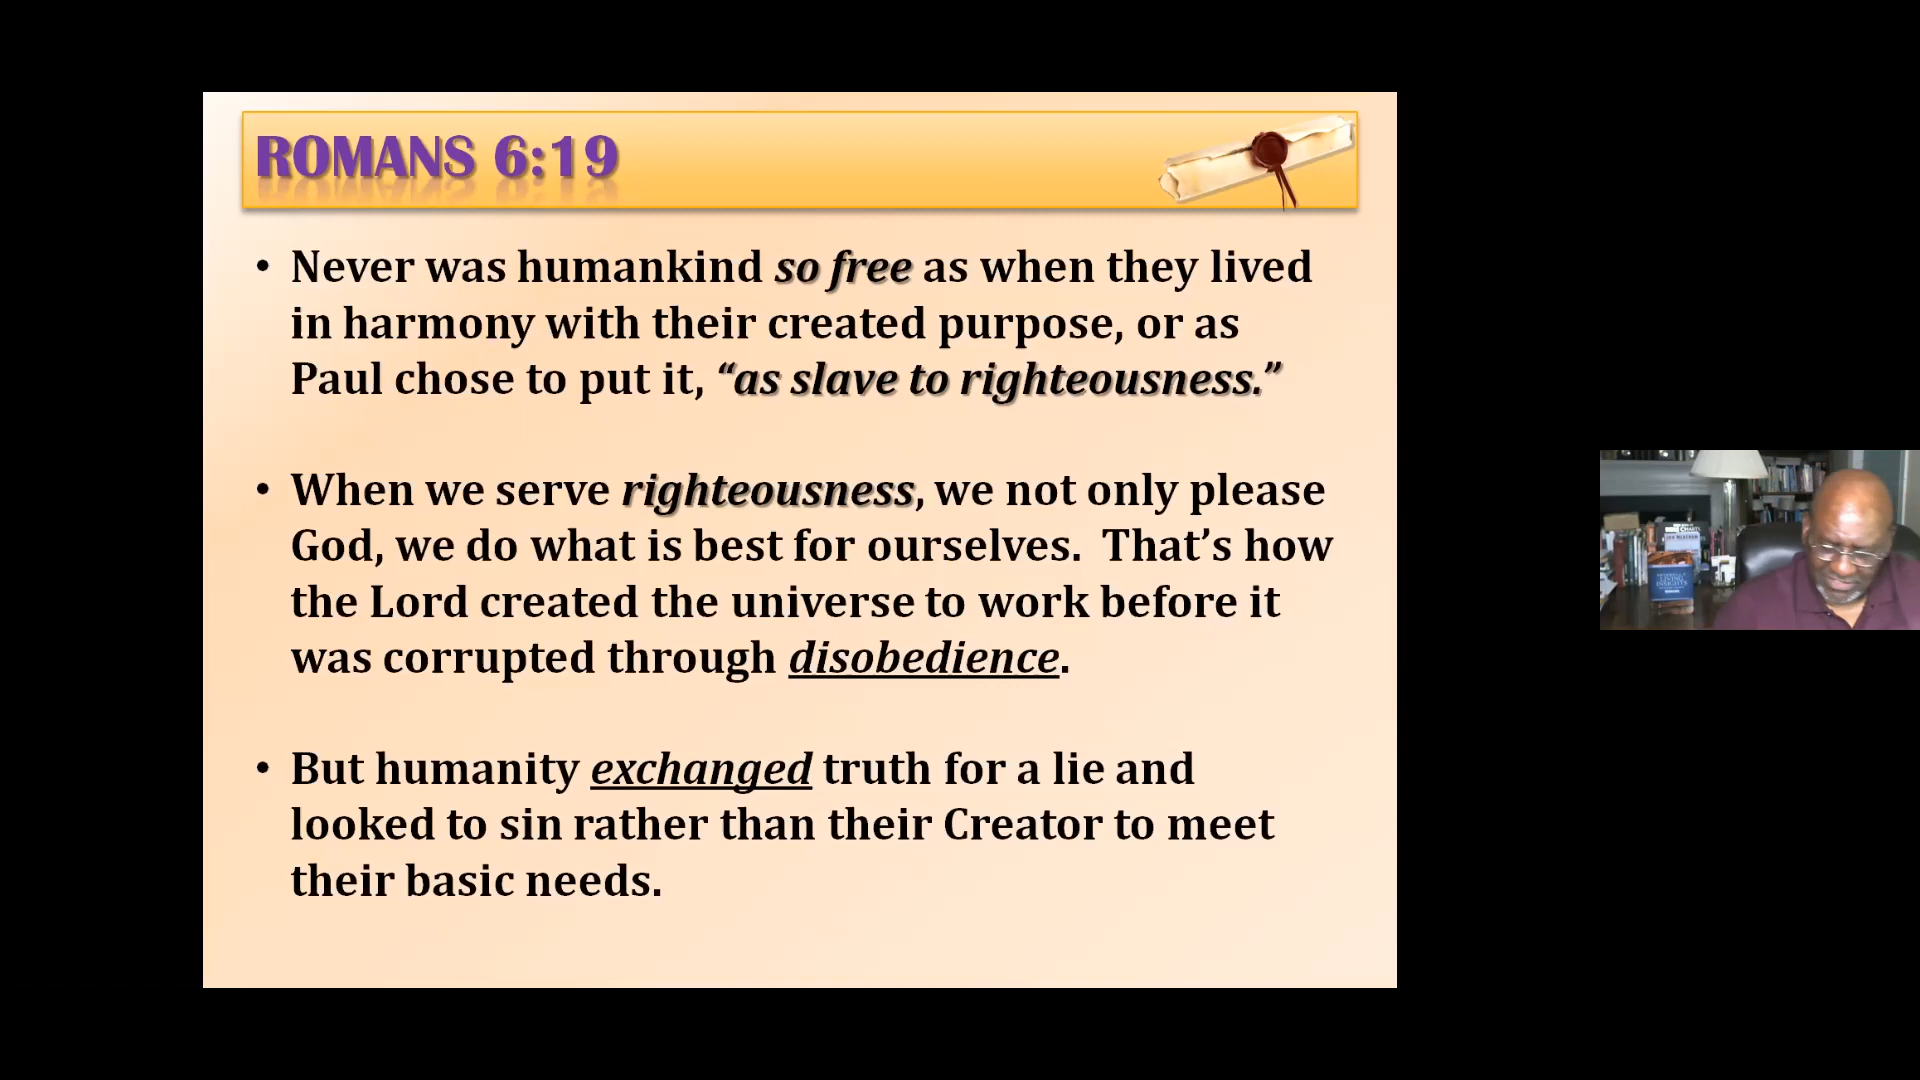 ROMANS 6:19
• Never was humankind so free as when they lived
in harmony with their created purpose, or as
Paul chose to put it, “as slave to righteousness.”
• When we serve righteousness, we not only please
God, we do what is best for ourselves.  That’s how
the Lord created the universe to work before it
was corrupted through disobedience.
• But humanity exchanged truth for a lie and
looked to sin rather than their Creator to meet
their basic needs.
CHARTS
LIVING
INSIGHTS